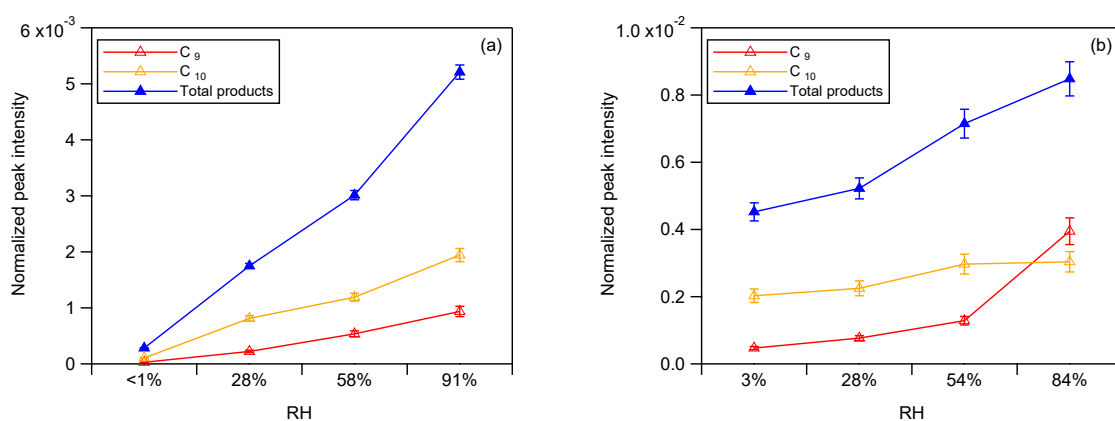 6 x10⁻³
(a)
C 9
C 10
Total products
5
4
3
2
1
0
Normalized peak intensity
<1%
28%
58%
91%
RH
1.0 x10⁻²
(b)
C 9
C 10
Total products
0.8
0.6
0.4
0.2
0.0
Normalized peak intensity
3%
28%
54%
84%
RH